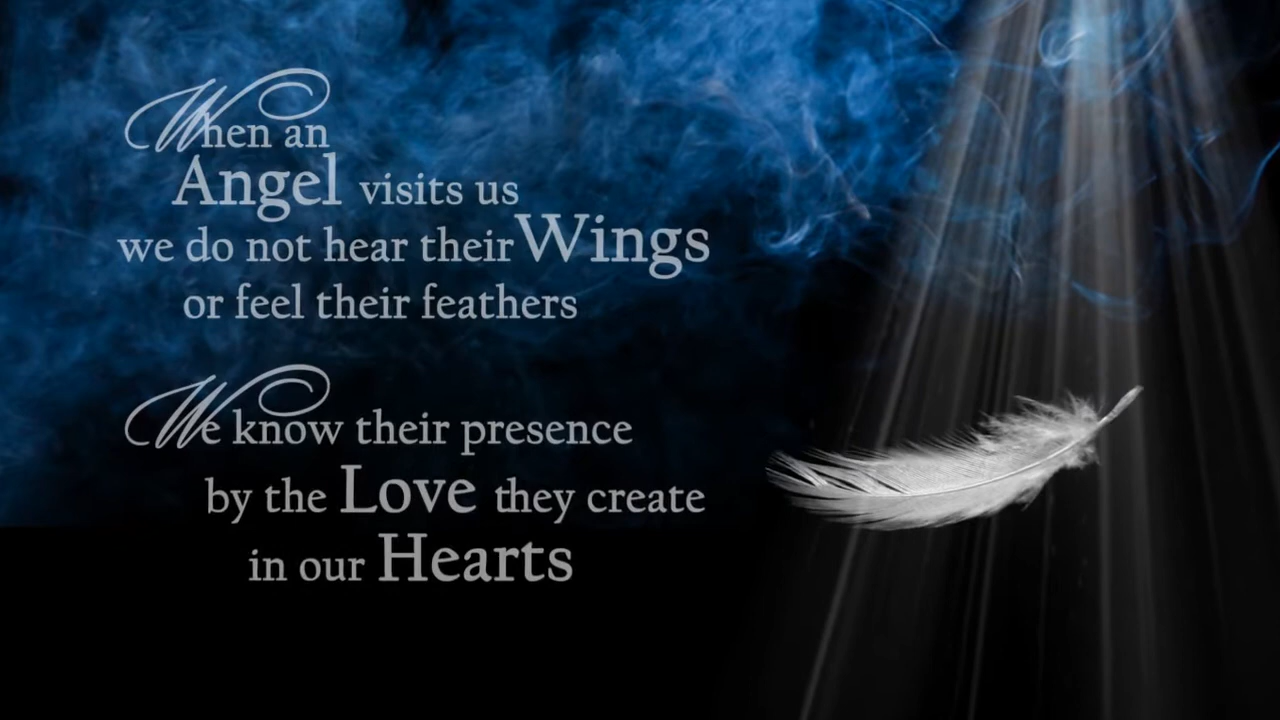 When an
Angel visits us
we do not hear their Wings
or feel their feathers
We know their presence
by the Love they create
in our Hearts